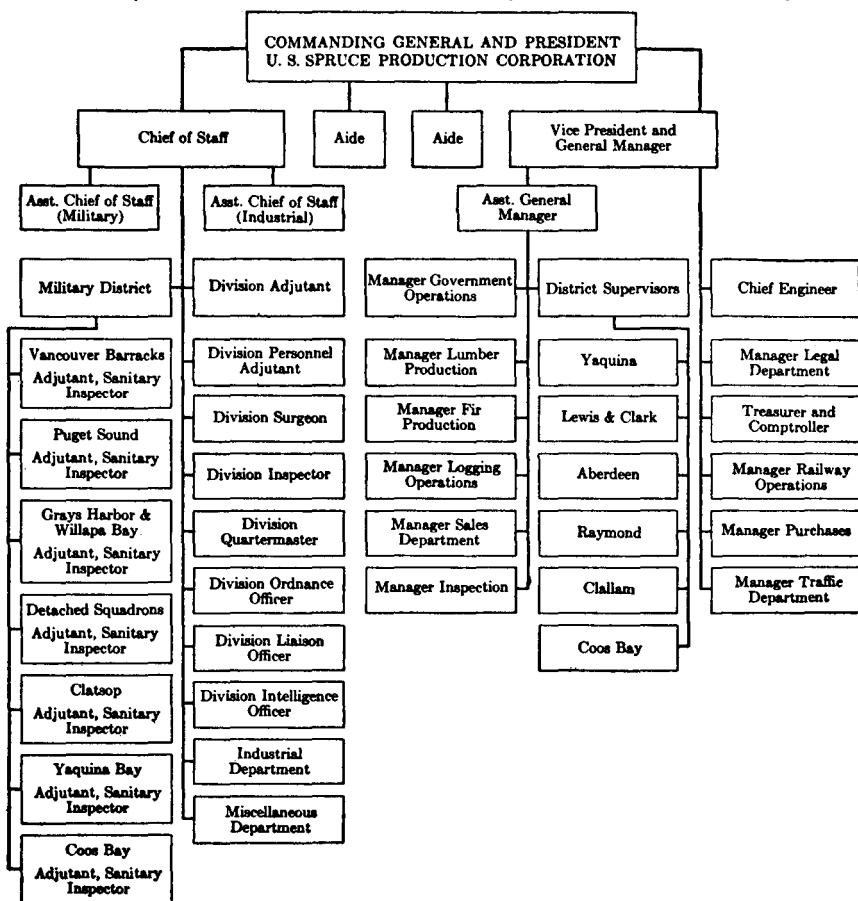 COMMANDING GENERAL AND PRESIDENT
U. S. SPRUCE PRODUCTION CORPORATION
Chief of Staff
Aide
Aide
Vice President and
General Manager
Asst. Chief of Staff
(Military)
Asst. Chief of Staff
(Industrial)
Asst. General
Manager
Military District
Vancouver Barracks
Adjutant, Sanitary
Inspector
Puget Sound
Adjutant, Sanitary
Inspector
Grays Harbor &
Willapa Bay
Adjutant, Sanitary
Inspector
Detached Squadrons
Adjutant, Sanitary
Inspector
Clatsop
Adjutant, Sanitary
Inspector
Yaquina Bay
Adjutant, Sanitary
Inspector
Coos Bay
Adjutant, Sanitary
Inspector
Division Adjutant
Division Personnel
Adjutant
Division Surgeon
Division Inspector
Division
Quartermaster
Division Ordnance
Officer
Division Liaison
Officer
Division Intelligence
Officer
Industrial
Department
Miscellaneous
Department
Manager Government
Operations
Manager Lumber
Production
Manager Fir
Production
Manager Logging
Operations
Manager Sales
Department
Manager Inspection
District Supervisors
Yaquina
Lewis & Clark
Aberdeen
Raymond
Clallam
Coos Bay
Chief Engineer
Manager Legal
Department
Treasurer and
Comptroller
Manager Railway
Operations
Manager Purchases
Manager Traffic
Department